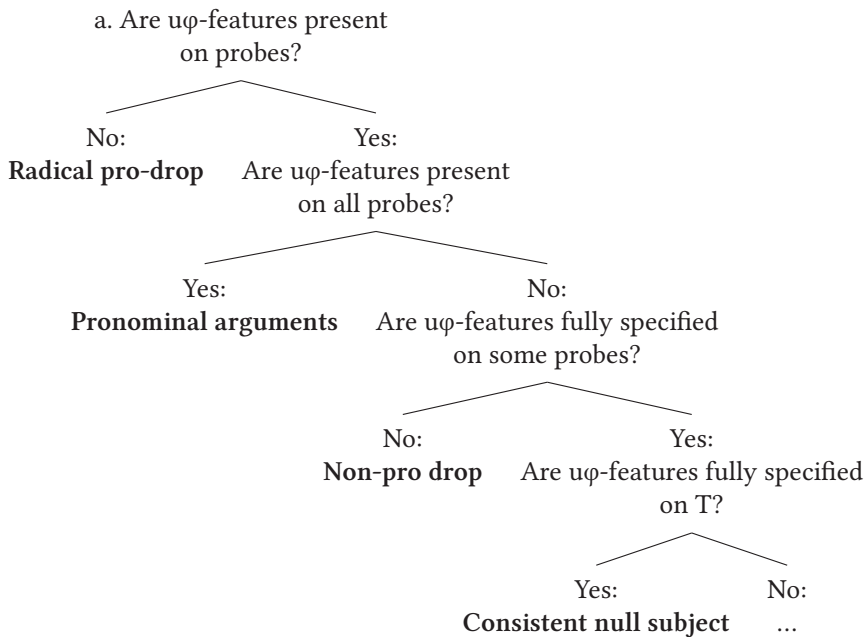 a. Are uφ-features present
on probes?
No:
Radical pro-drop
Yes:
Are uφ-features present
on all probes?
Yes:
Pronominal arguments
No:
Are uφ-features fully specified
on some probes?
No:
Non-pro drop
Yes:
Are uφ-features fully specified
on T?
Yes:
Consistent null subject
No:
...